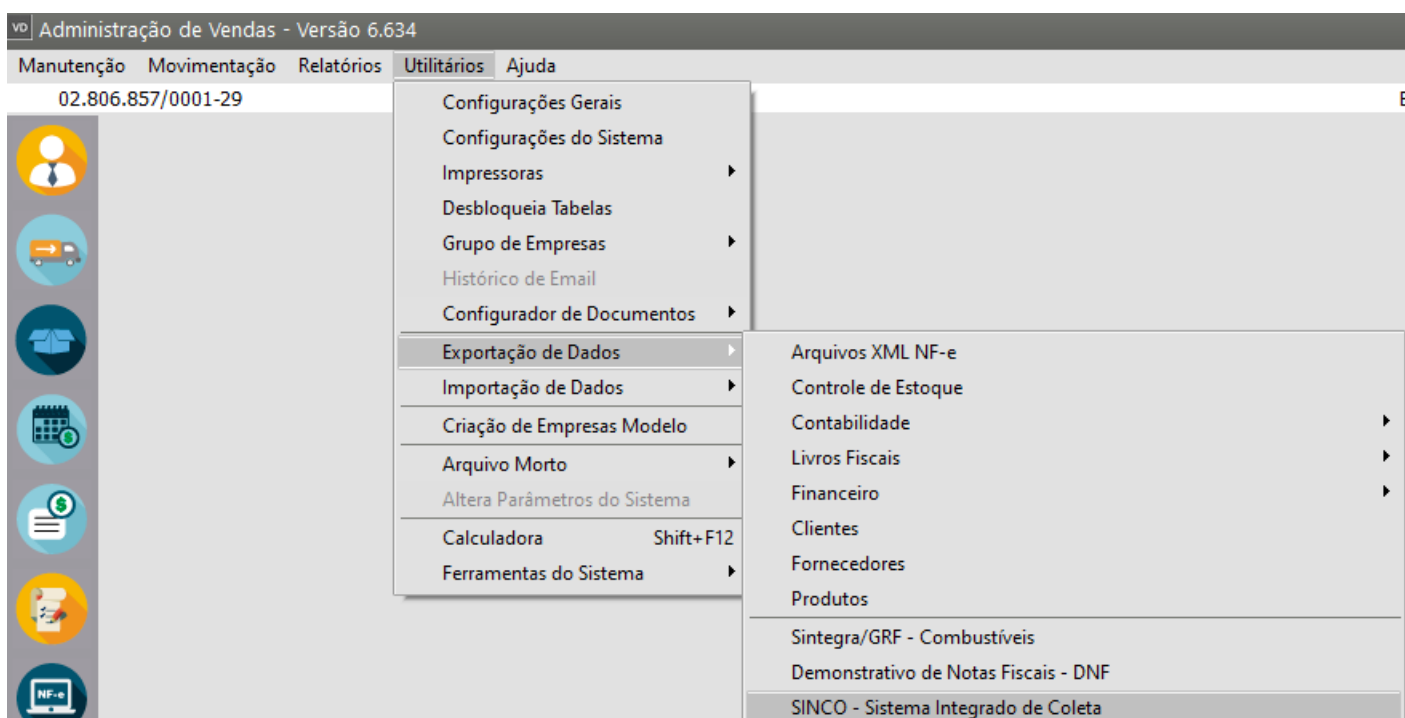 VD Administração de Vendas - Versão 6.634
Manutenção Movimentação Relatórios Utilitários Ajuda
02.806.857/0001-29 E
Configurações Gerais
Configurações do Sistema
Impressoras
Desbloqueia Tabelas
Grupo de Empresas
Histórico de Email
Configurador de Documentos
Exportação de Dados
Importação de Dados
Criação de Empresas Modelo
Arquivo Morto
Altera Parâmetros do Sistema
Calculadora Shift+F12
Ferramentas do Sistema
Arquivos XML NF-e
Controle de Estoque
Contabilidade
Livros Fiscais
Financeiro
Clientes
Fornecedores
Produtos
Sintegra/GRF - Combustíveis
Demonstrativo de Notas Fiscais - DNF
SINCO - Sistema Integrado de Coleta
NF-e